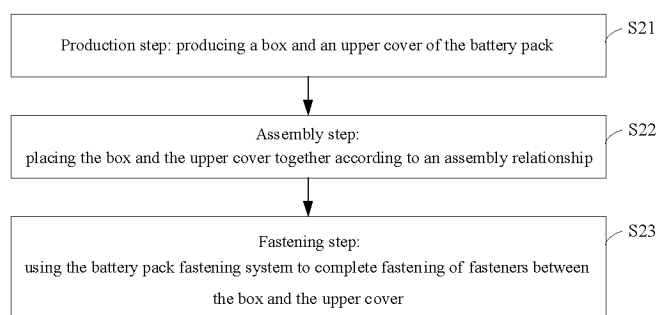 Production step: producing a box and an upper cover of the battery pack
S21
Assembly step:
placing the box and the upper cover together according to an assembly relationship
S22
Fastening step:
using the battery pack fastening system to complete fastening of fasteners between
the box and the upper cover
S23